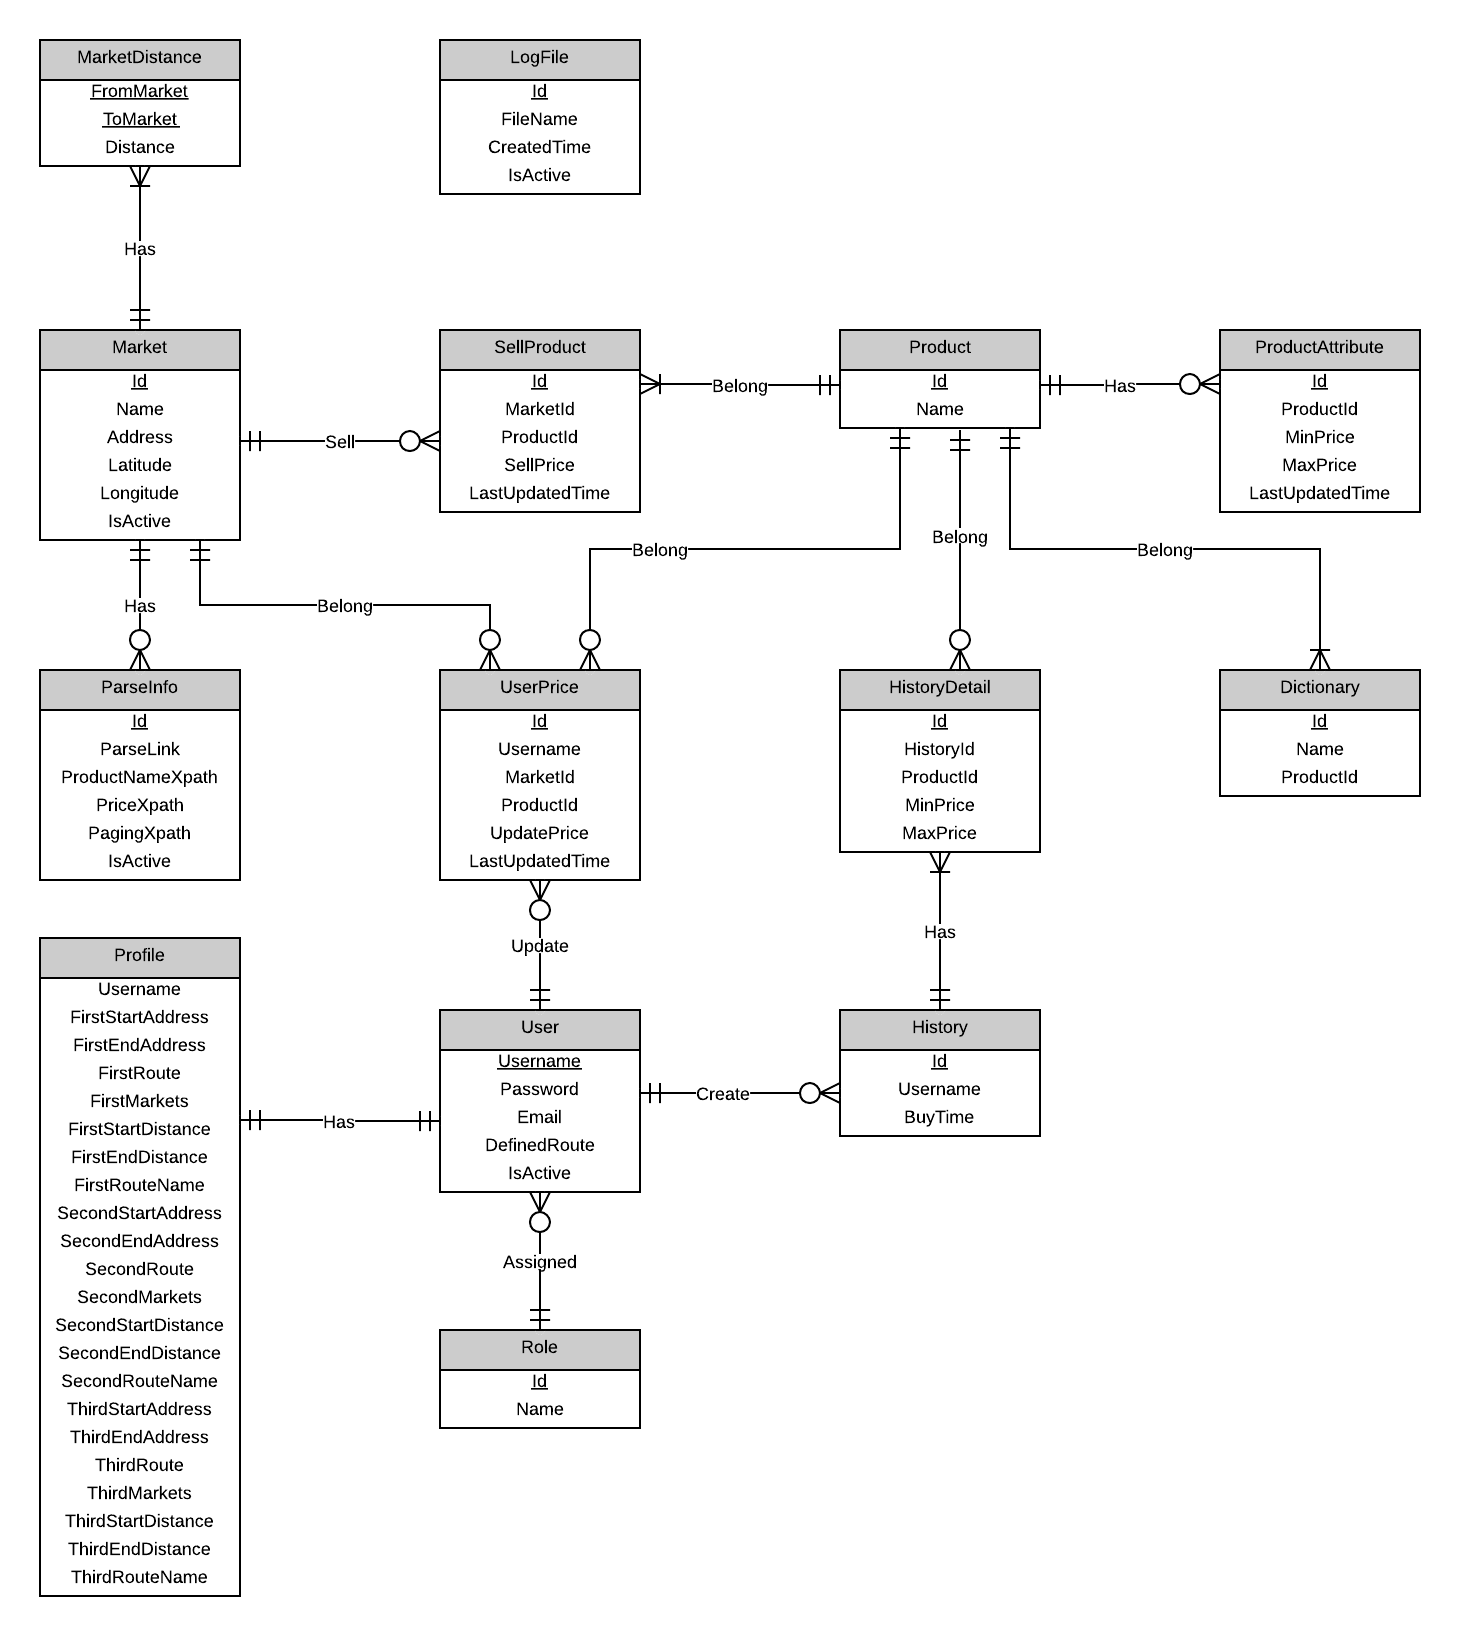 MarketDistance
FromMarket
ToMarket
Distance
LogFile
Id
FileName
CreatedTime
IsActive
Has
Market
Id
Name
Address
Latitude
Longitude
IsActive
Sell
SellProduct
Id
MarketId
ProductId
SellPrice
LastUpdatedTime
Belong
Product
Id
Name
Has
ProductAttribute
Id
ProductId
MinPrice
MaxPrice
LastUpdatedTime
Has
Belong
Belong
Belong
Belong
ParseInfo
Id
ParseLink
ProductNameXpath
PriceXpath
PagingXpath
IsActive
UserPrice
Id
Username
MarketId
ProductId
UpdatePrice
LastUpdatedTime
HistoryDetail
Id
HistoryId
ProductId
MinPrice
MaxPrice
Dictionary
Id
Name
ProductId
Update
Has
Profile
Username
FirstStartAddress
FirstEndAddress
FirstRoute
FirstMarkets
FirstStartDistance
FirstEndDistance
FirstRouteName
SecondStartAddress
SecondEndAddress
SecondRoute
SecondMarkets
SecondStartDistance
SecondEndDistance
SecondRouteName
ThirdStartAddress
ThirdEndAddress
ThirdRoute
ThirdMarkets
ThirdStartDistance
ThirdEndDistance
ThirdRouteName
Has
User
Username
Password
Email
DefinedRoute
IsActive
Create
History
Id
Username
BuyTime
Assigned
Role
Id
Name